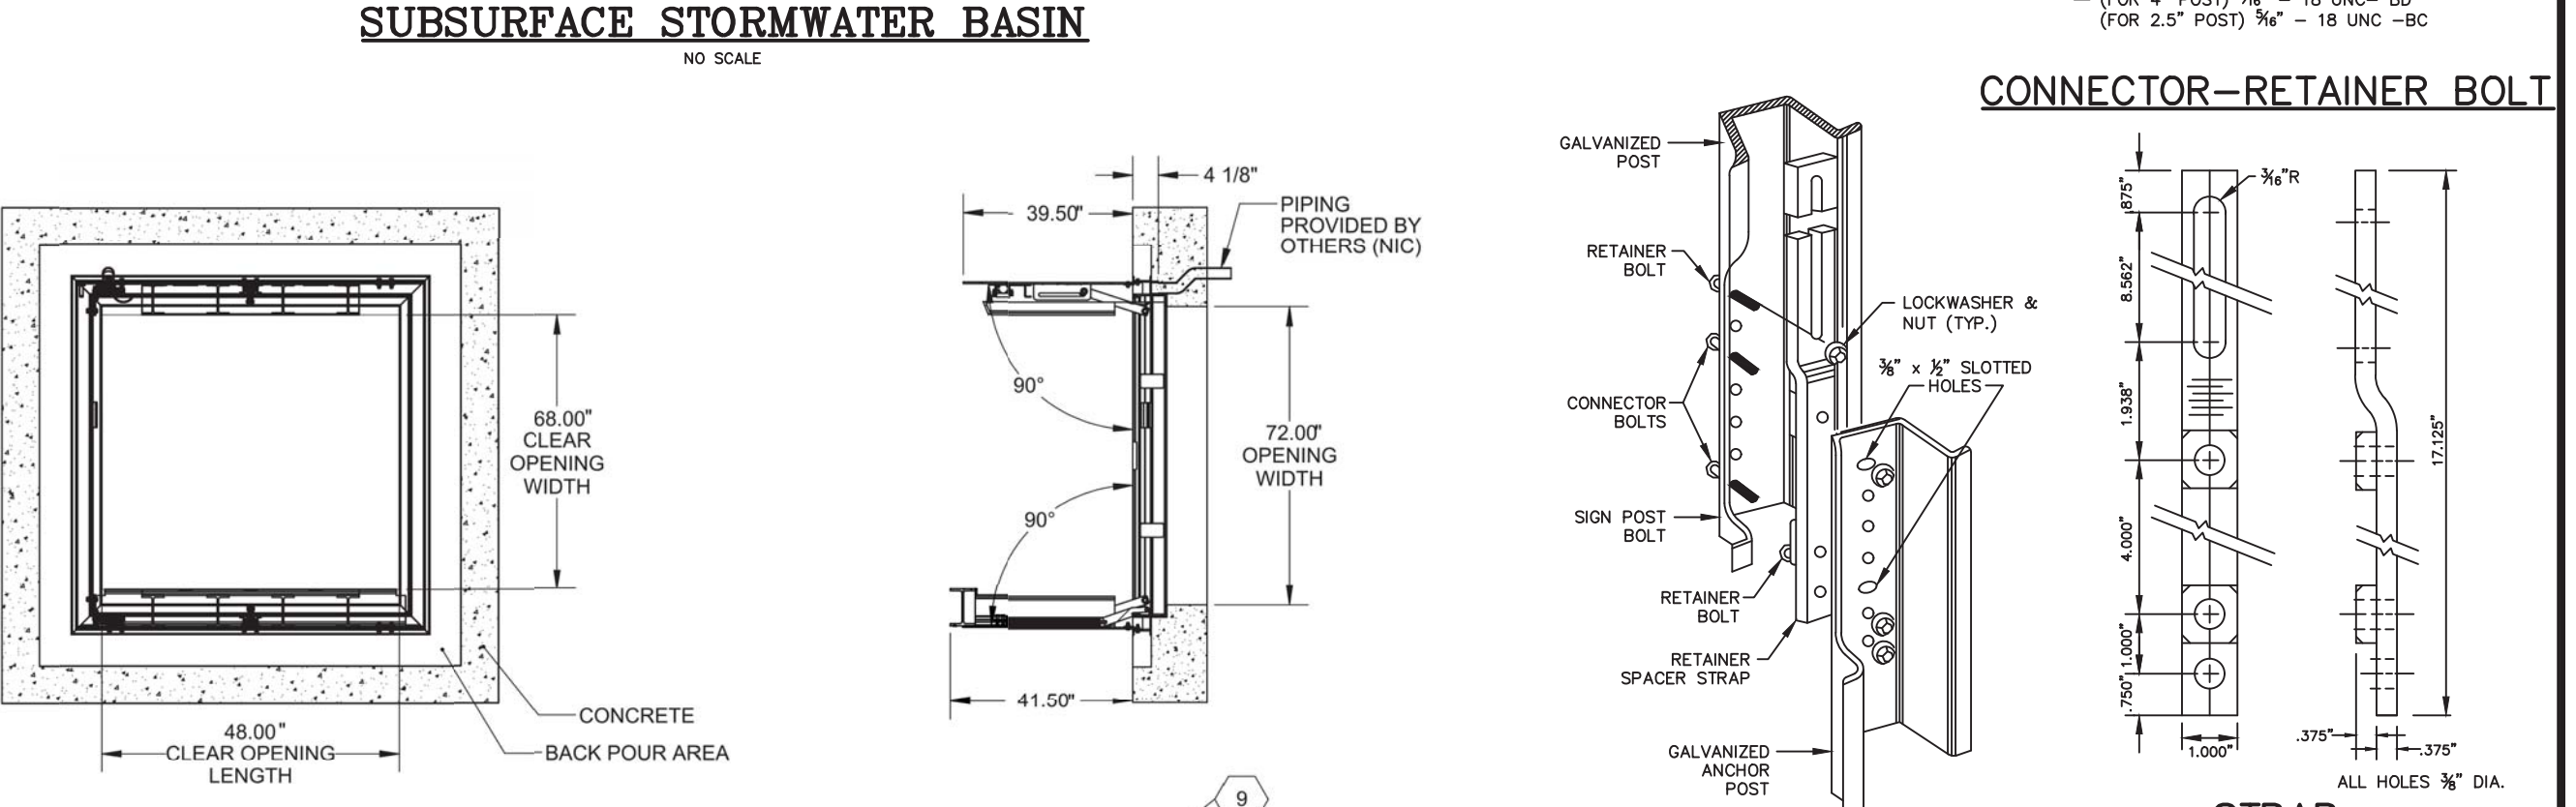 SUBSURFACE STORMWATER BASIN
NO SCALE
68.00"
CLEAR
OPENING
WIDTH
48.00"
CLEAR OPENING
LENGTH
CONCRETE
BACK POUR AREA
4 1/8"
39.50"
PIPING
PROVIDED BY
OTHERS (NIC)
90°
90°
72.00"
OPENING
WIDTH
41.50"
9
(FOR 2.5" POST) 5/16" – 18 UNC –BC
CONNECTOR–RETAINER BOLT
GALVANIZED
POST
RETAINER
BOLT
CONNECTOR
BOLTS
SIGN POST
BOLT
RETAINER
BOLT
RETAINER
SPACER STRAP
GALVANIZED
ANCHOR
POST
LOCKWASHER &
NUT (TYP.)
3/8" x 1/2" SLOTTED
HOLES
3/16"R
.875"
8.562"
1.938"
4.000"
1.000"
.750"
1.000"
17.125"
.375"
.375"
ALL HOLES 3/8" DIA.